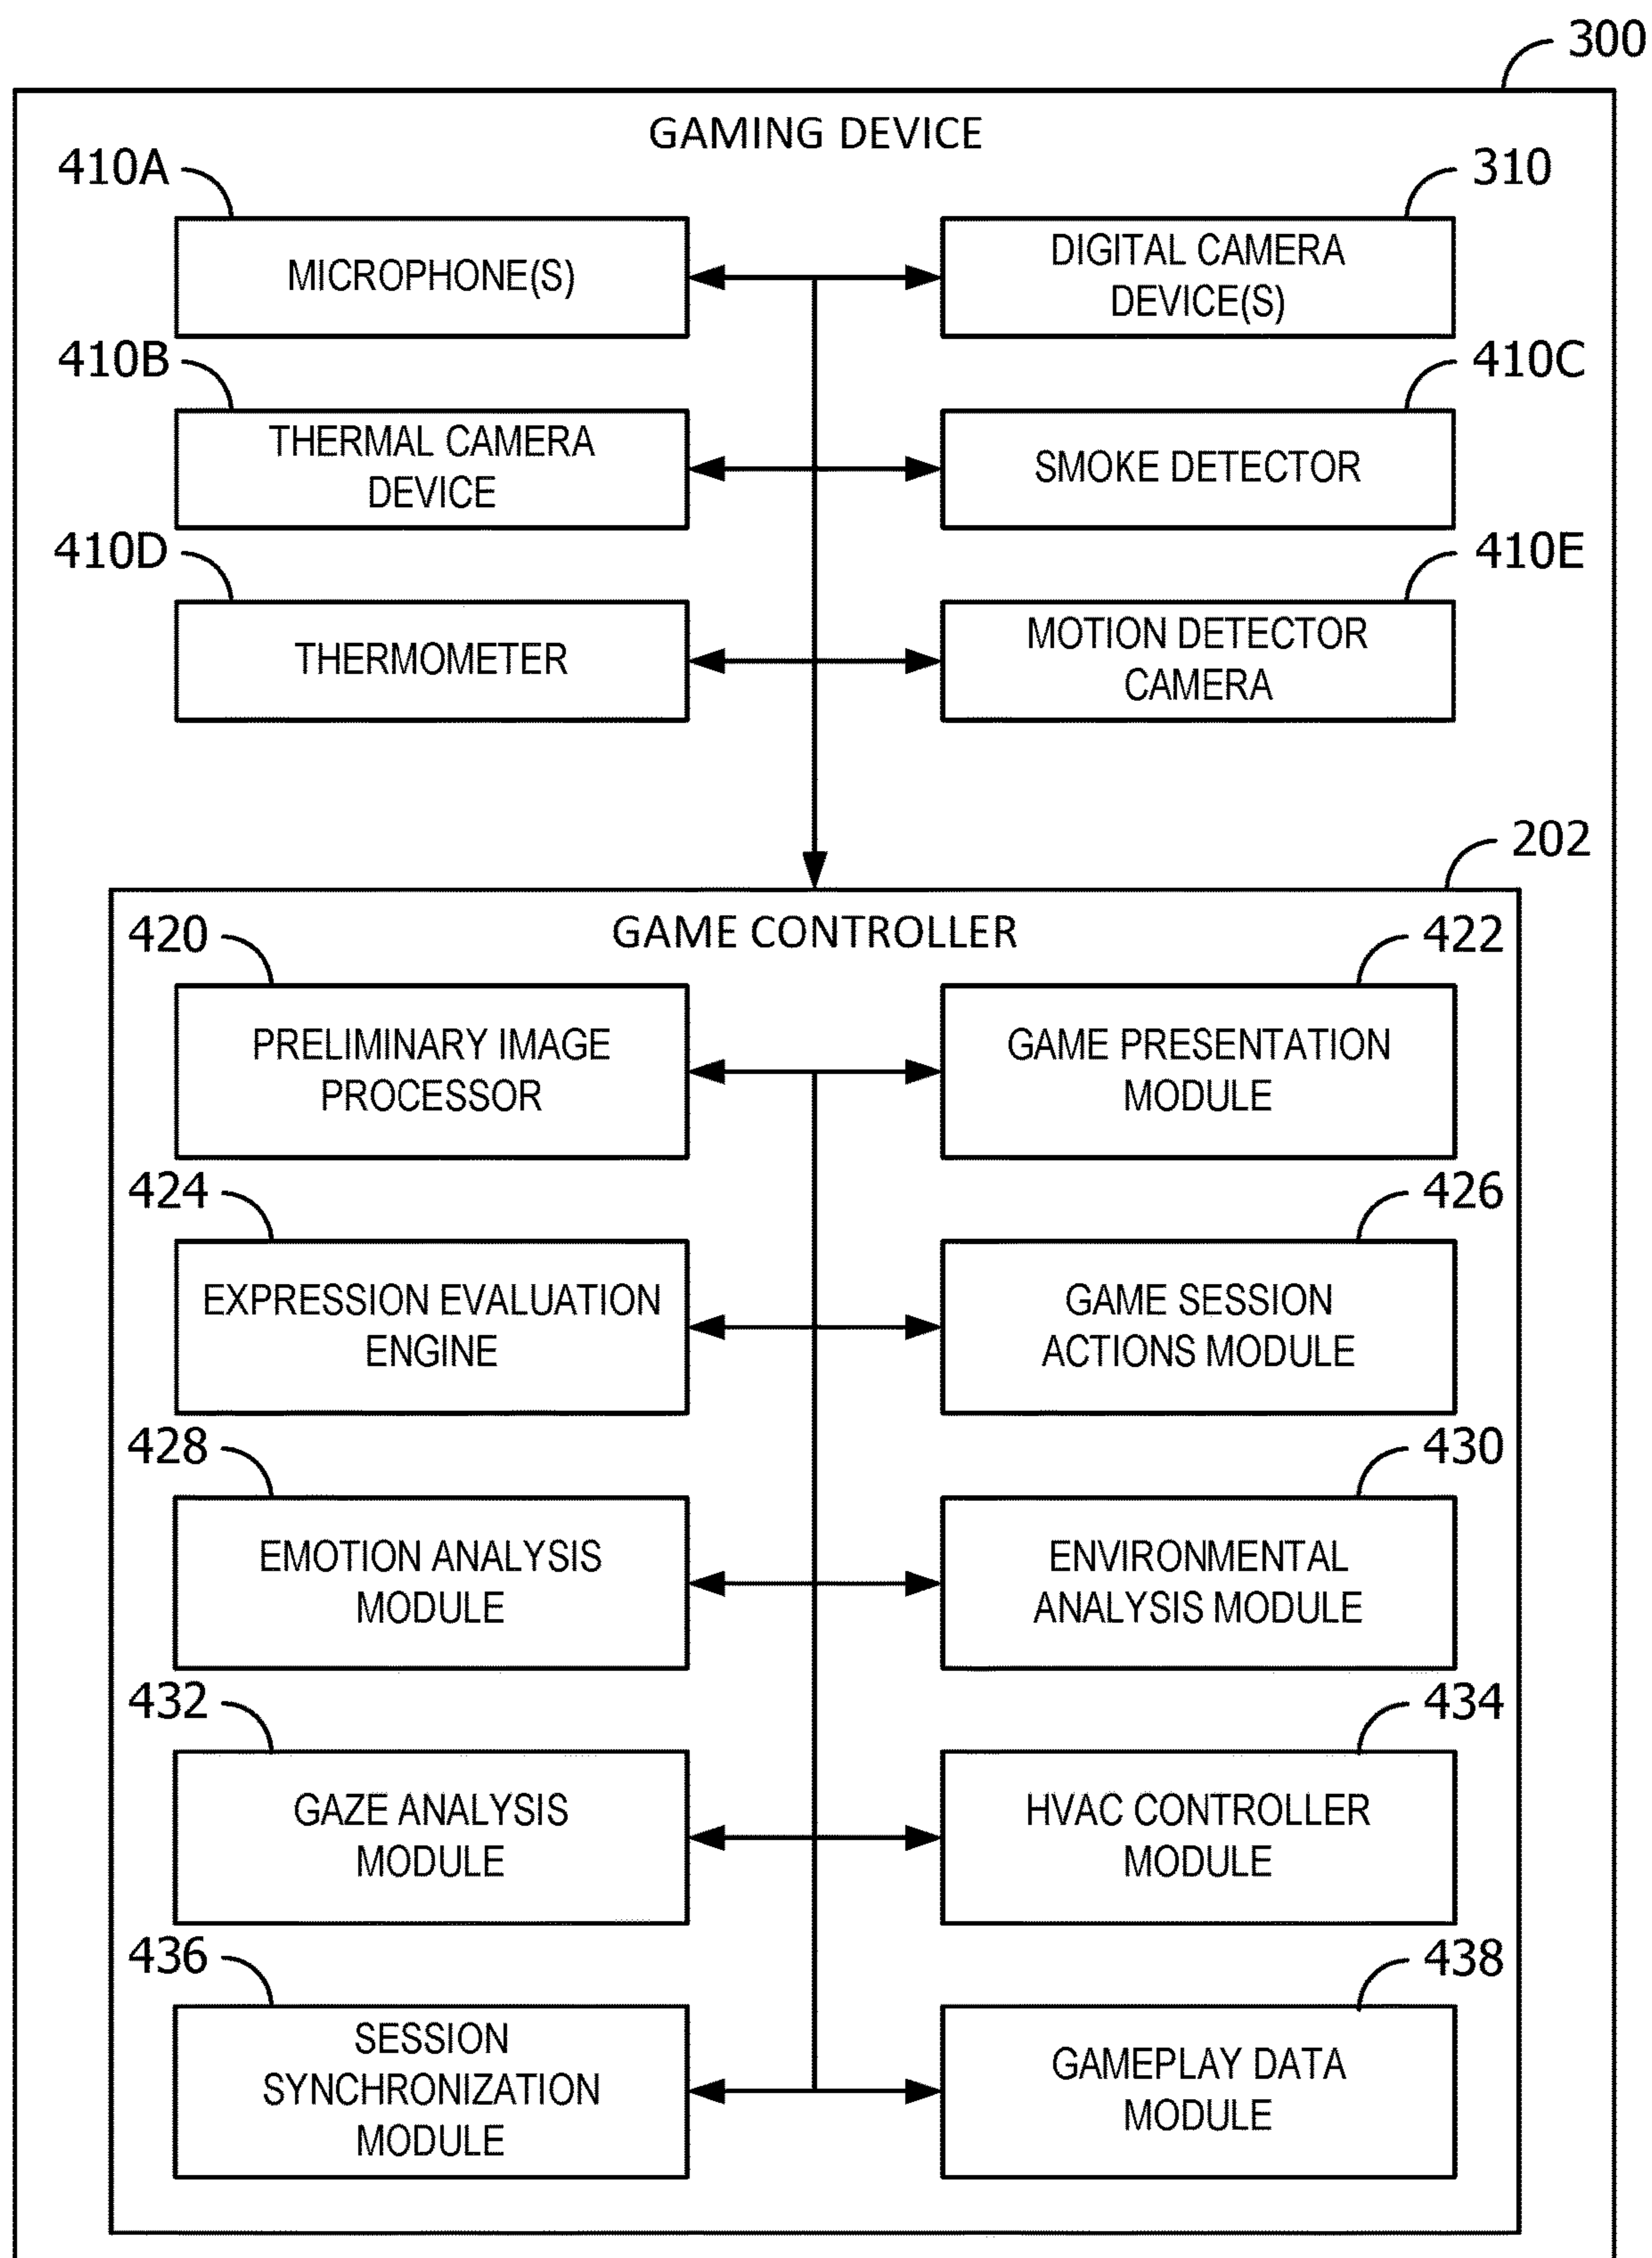 300
GAMING DEVICE
410A
310
MICROPHONE(S)
DIGITAL CAMERA
DEVICE(S)
410B
410C
THERMAL CAMERA
DEVICE
SMOKE DETECTOR
410D
410E
THERMOMETER
MOTION DETECTOR
CAMERA
202
GAME CONTROLLER
420
422
PRELIMINARY IMAGE
PROCESSOR
GAME PRESENTATION
MODULE
424
426
EXPRESSION EVALUATION
ENGINE
GAME SESSION
ACTIONS MODULE
428
430
EMOTION ANALYSIS
MODULE
ENVIRONMENTAL
ANALYSIS MODULE
432
434
GAZE ANALYSIS
MODULE
HVAC CONTROLLER
MODULE
436
438
SESSION
SYNCHRONIZATION
MODULE
GAMEPLAY DATA
MODULE